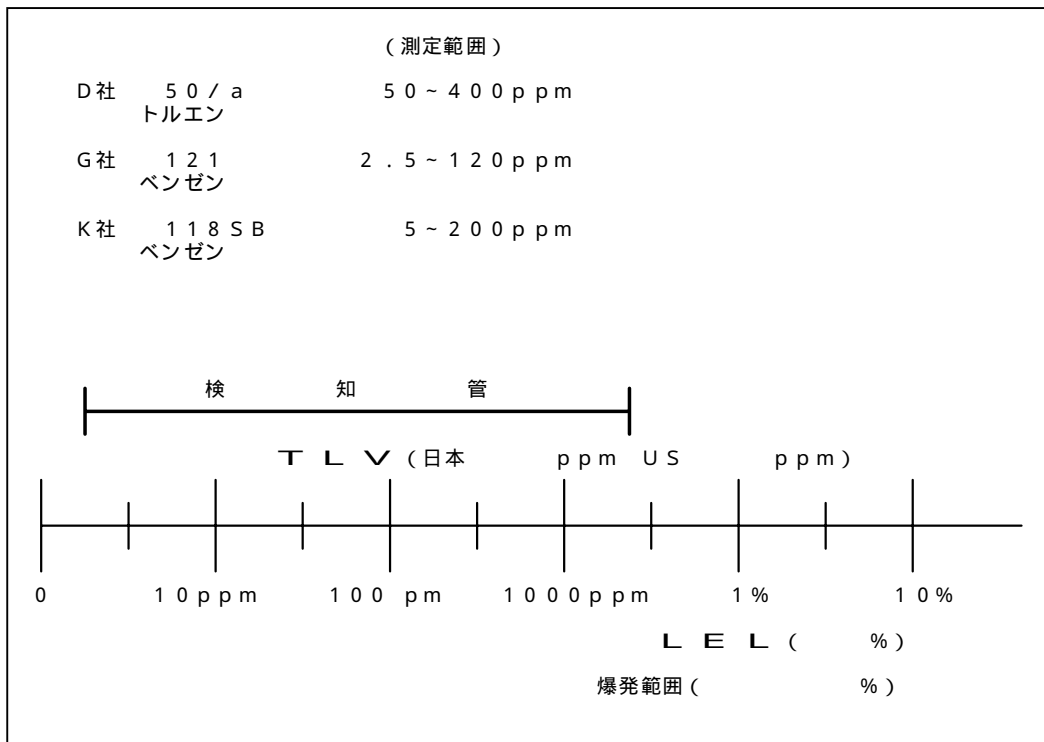 （測定範囲）
D社 50/a 50~400ppm
トルエン
G社 121 2.5~120ppm
ベンゼン
K社 118SB 5~200ppm
ベンゼン
検知管
TLV（日本 ppm US ppm）
0 10ppm 100 pm 1000ppm 1% 10%
LEL（ %）
爆発範囲（ %）